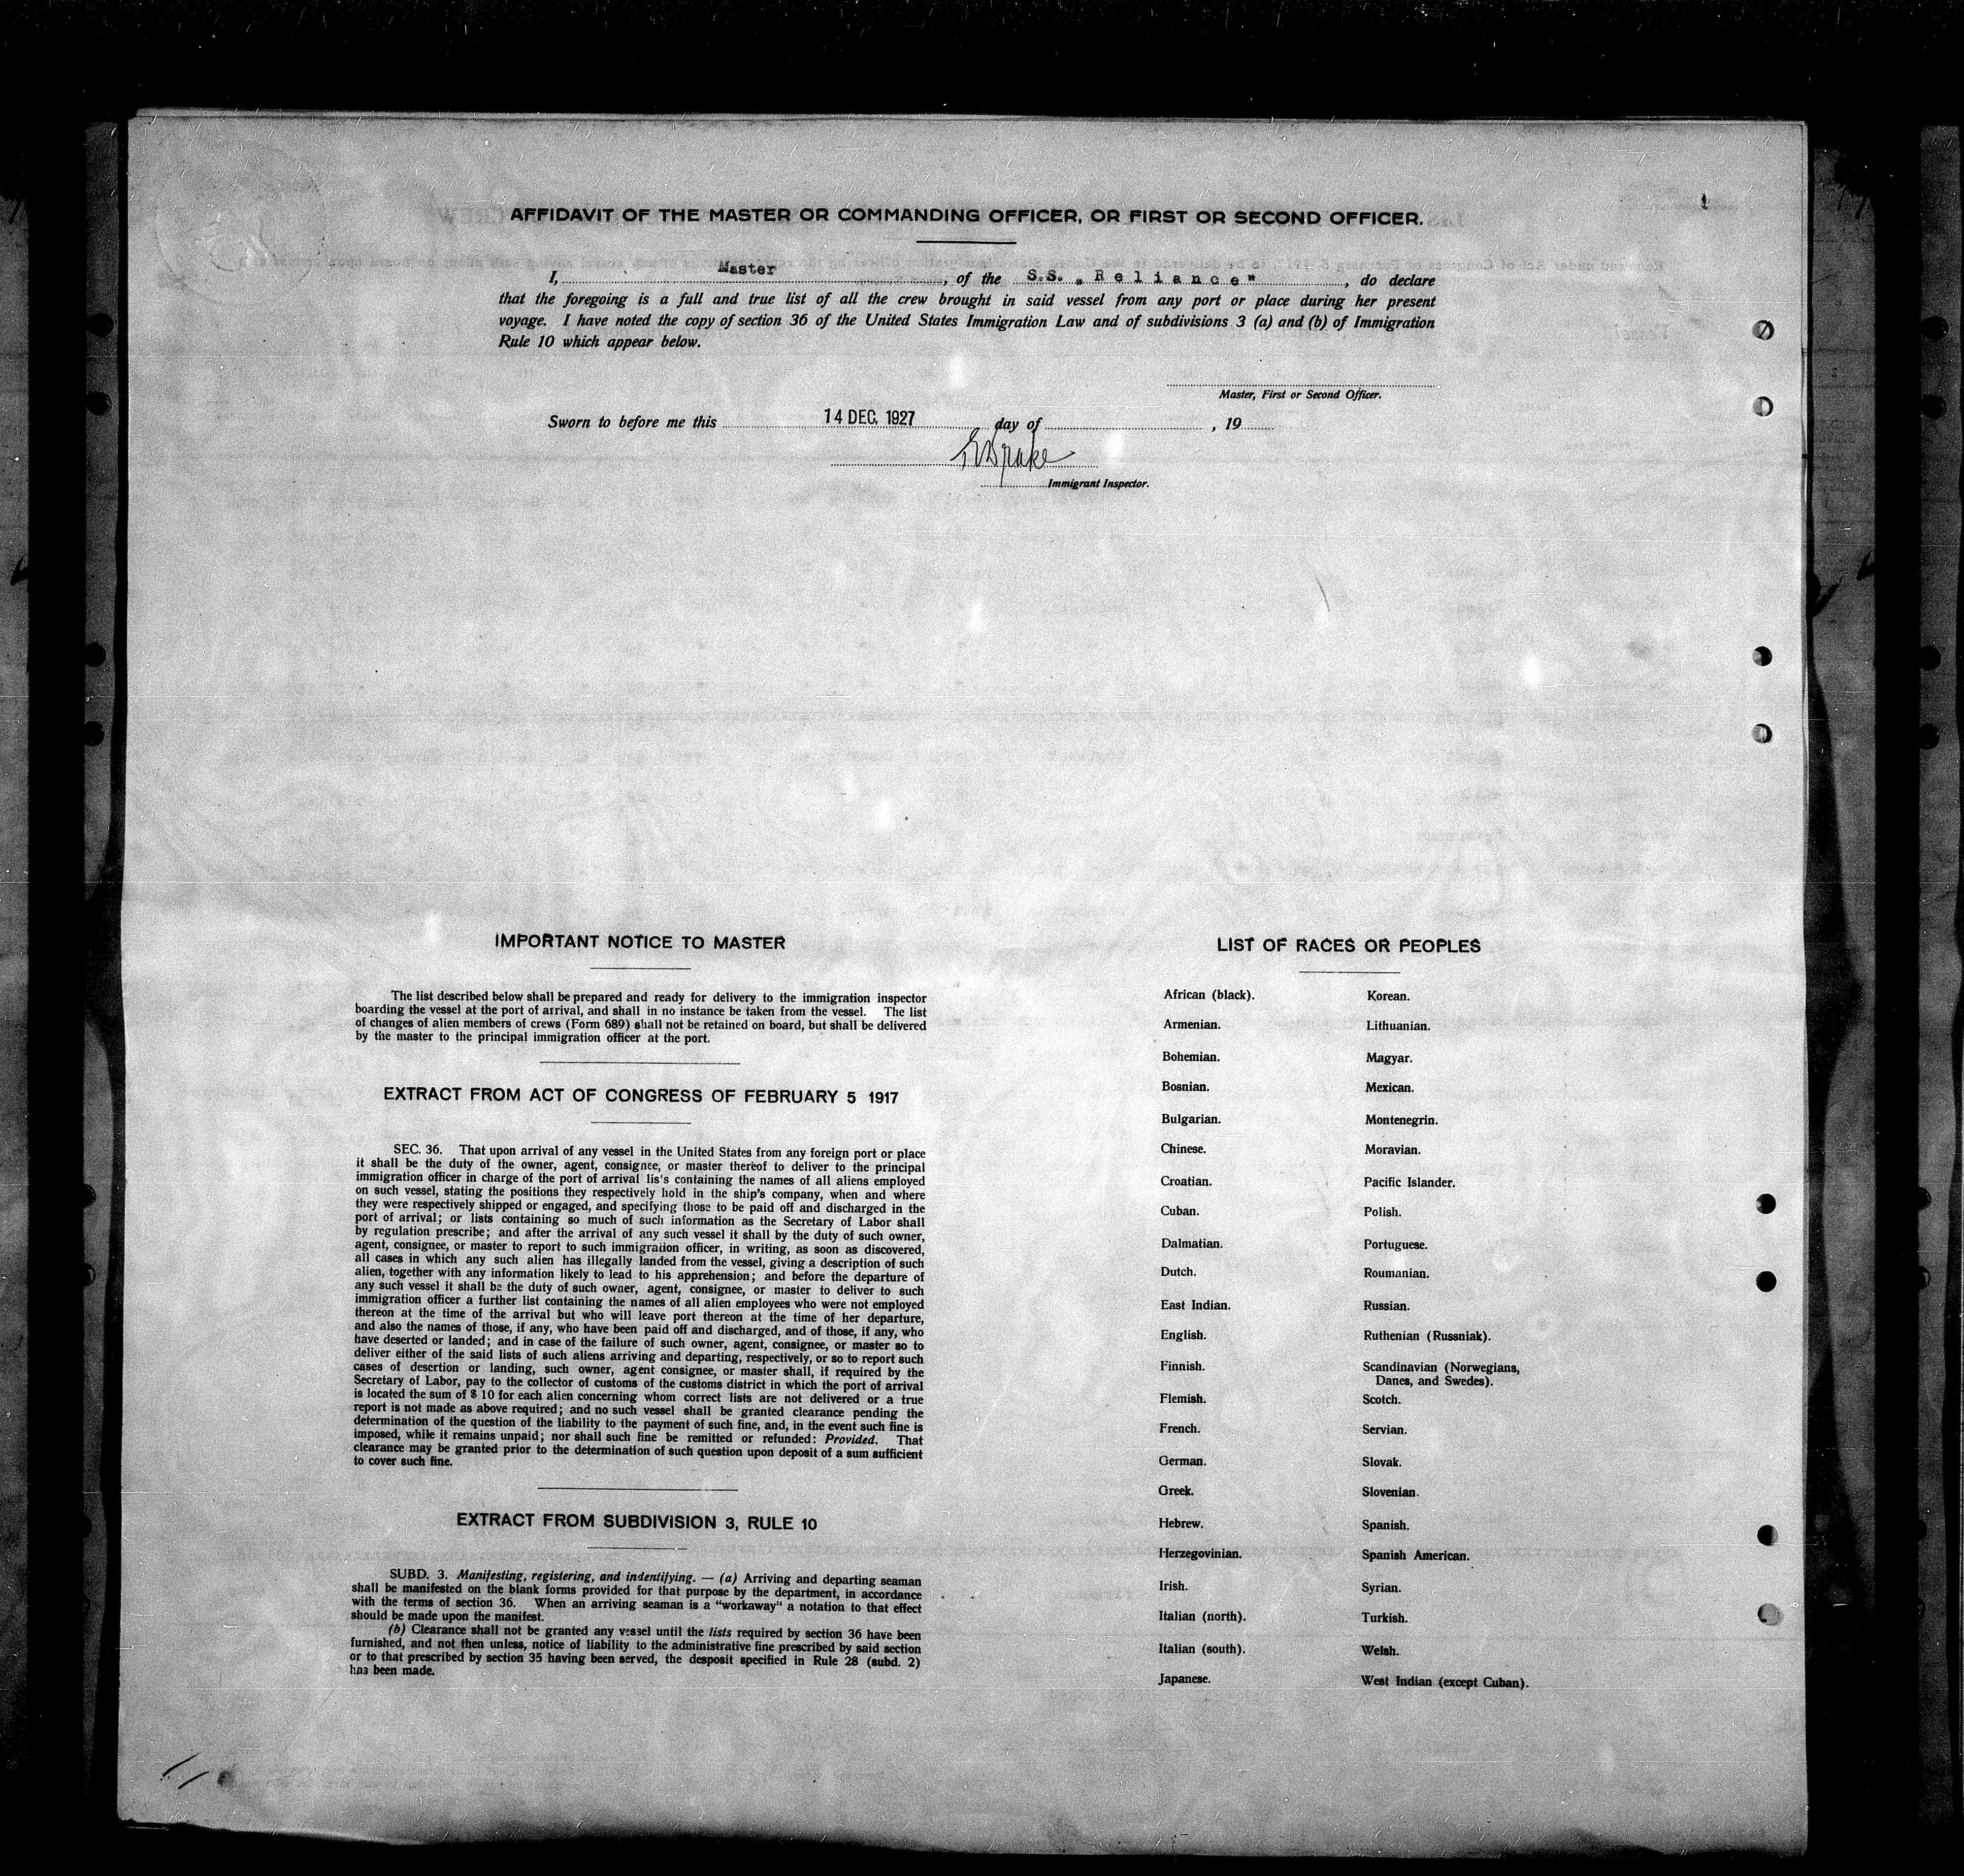 AFFIDAVIT OF THE MASTER OR COMMANDING OFFICER, OR FIRST OR SECOND OFFICER.
I, Master, of the S.S. „Reliance", do declare
that the foregoing is a full and true list of all the crew brought in said vessel from any port or place during her present
voyage. I have noted the copy of section 36 of the United States Immigration Law and of subdivisions 3 (a) and (b) of Immigration
Rule 10 which appear below.
Master, First or Second Officer.
Sworn to before me this 14 DEC. 1927 day of , 19
Drake
Immigrant Inspector.
IMPORTANT NOTICE TO MASTER
The list described below shall be prepared and ready for delivery to the immigration inspector
boarding the vessel at the port of arrival, and shall in no instance be taken from the vessel. The list
of changes of alien members of crews (Form 689) shall not be retained on board, but shall be delivered
by the master to the principal immigration officer at the port.
EXTRACT FROM ACT OF CONGRESS OF FEBRUARY 5 1917
SEC. 36. That upon arrival of any vessel in the United States from any foreign port or place
it shall be the duty of the owner, agent, consignee, or master thereof to deliver to the principal
immigration officer in charge of the port of arrival lis's containing the names of all aliens employed
on such vessel, stating the positions they respectively hold in the ship's company, when and where
they were respectively shipped or engaged, and specifying those to be paid off and discharged in the
port of arrival; or lists containing so much of such information as the Secretary of Labor shall
by regulation prescribe; and after the arrival of any such vessel it shall by the duty of such owner,
agent, consignee, or master to report to such immigration officer, in writing, as soon as discovered,
all cases in which any such alien has illegally landed from the vessel, giving a description of such
alien, together with any information likely to lead to his apprehension; and before the departure of
any such vessel it shall be the duty of such owner, agent, consignee, or master to deliver to such
immigration officer a further list containing the names of all alien employees who were not employed
thereon at the time of the arrival but who will leave port thereon at the time of her departure,
and also the names of those, if any, who have been paid off and discharged, and of those, if any, who
have deserted or landed; and in case of the failure of such owner, agent, consignee, or master so to
deliver either of the said lists of such aliens arriving and departing, respectively, or so to report such
cases of desertion or landing, such owner, agent consignee, or master shall, if required by the
Secretary of Labor, pay to the collector of customs of the customs district in which the port of arrival
is located the sum of $ 10 for each alien concerning whom correct lists are not delivered or a true
report is not made as above required; and no such vessel shall be granted clearance pending the
determination of the question of the liability to the payment of such fine, and, in the event such fine is
imposed, while it remains unpaid; nor shall such fine be remitted or refunded: Provided. That
clearance may be granted prior to the determination of such question upon deposit of a sum sufficient
to cover such fine.
EXTRACT FROM SUBDIVISION 3, RULE 10
SUBD. 3. Manifesting, registering, and indentifying. — (a) Arriving and departing seaman
shall be manifested on the blank forms provided for that purpose by the department, in accordance
with the terms of section 36. When an arriving seaman is a "workaway" a notation to that effect
should be made upon the manifest.
(b) Clearance shall not be granted any vessel until the lists required by section 36 have been
furnished, and not then unless, notice of liability to the administrative fine prescribed by said section
or to that prescribed by section 35 having been served, the desposit specified in Rule 28 (subd. 2)
has been made.
LIST OF RACES OR PEOPLES
African (black).
Armenian.
Bohemian.
Bosnian.
Bulgarian.
Chinese.
Croatian.
Cuban.
Dalmatian.
Dutch.
East Indian.
English.
Finnish.
Flemish.
French.
German.
Greek.
Hebrew.
Herzegovinian.
Irish.
Italian (north).
Italian (south).
Japanese.
Korean.
Lithuanian.
Magyar.
Mexican.
Montenegrin.
Moravian.
Pacific Islander.
Polish.
Portuguese.
Roumanian.
Russian.
Ruthenian (Russniak).
Scandinavian (Norwegians,
Danes, and Swedes).
Scotch.
Servian.
Slovak.
Slovenian.
Spanish.
Spanish American.
Syrian.
Turkish.
Welsh.
West Indian (except Cuban).